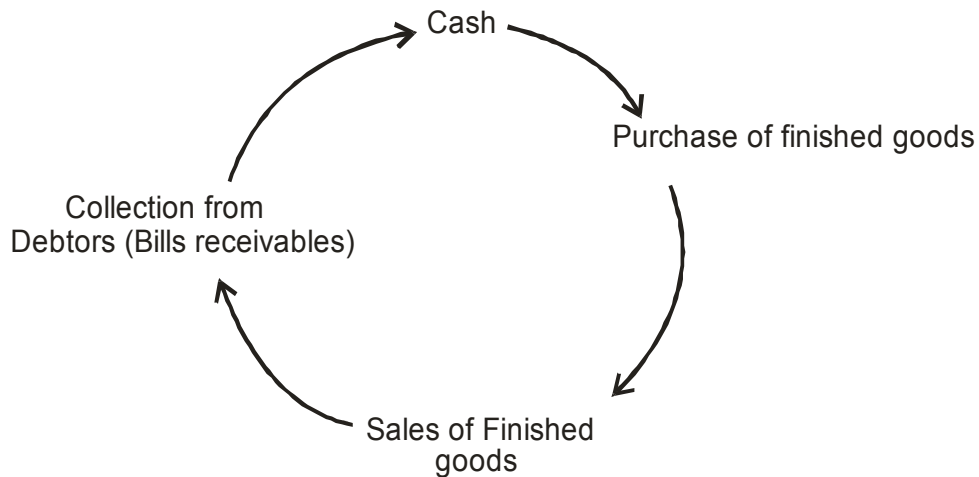 Cash
Purchase of finished goods
Collection from
Debtors (Bills receivables)
Sales of Finished
goods